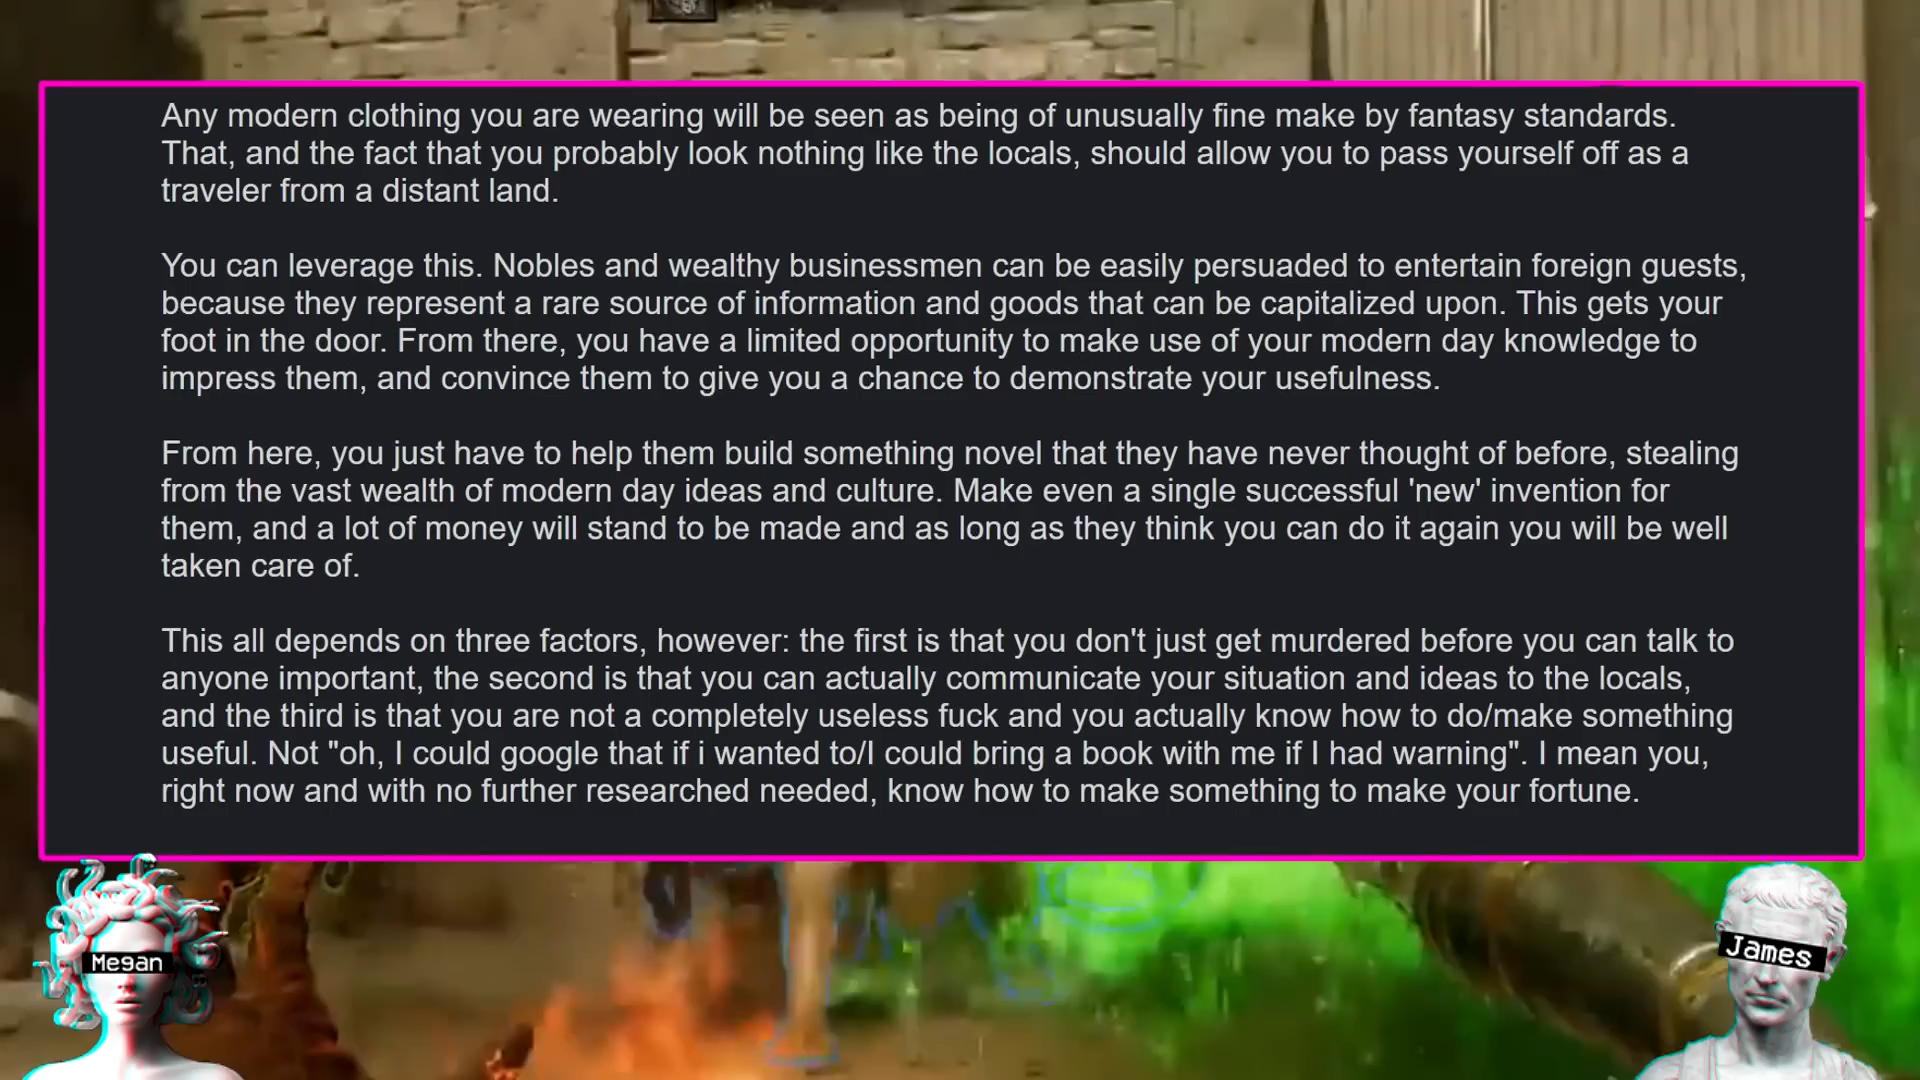 Any modern clothing you are wearing will be seen as being of unusually fine make by fantasy standards.
That, and the fact that you probably look nothing like the locals, should allow you to pass yourself off as a
traveler from a distant land.
You can leverage this. Nobles and wealthy businessmen can be easily persuaded to entertain foreign guests,
because they represent a rare source of information and goods that can be capitalized upon. This gets your
foot in the door. From there, you have a limited opportunity to make use of your modern day knowledge to
impress them, and convince them to give you a chance to demonstrate your usefulness.
From here, you just have to help them build something novel that they have never thought of before, stealing
from the vast wealth of modern day ideas and culture. Make even a single successful 'new' invention for
them, and a lot of money will stand to be made and as long as they think you can do it again you will be well
taken care of.
This all depends on three factors, however: the first is that you don't just get murdered before you can talk to
anyone important, the second is that you can actually communicate your situation and ideas to the locals,
and the third is that you are not a completely useless fuck and you actually know how to do/make something
useful. Not "oh, I could google that if i wanted to/I could bring a book with me if I had warning". I mean you,
right now and with no further researched needed, know how to make something to make your fortune.
Megan
James